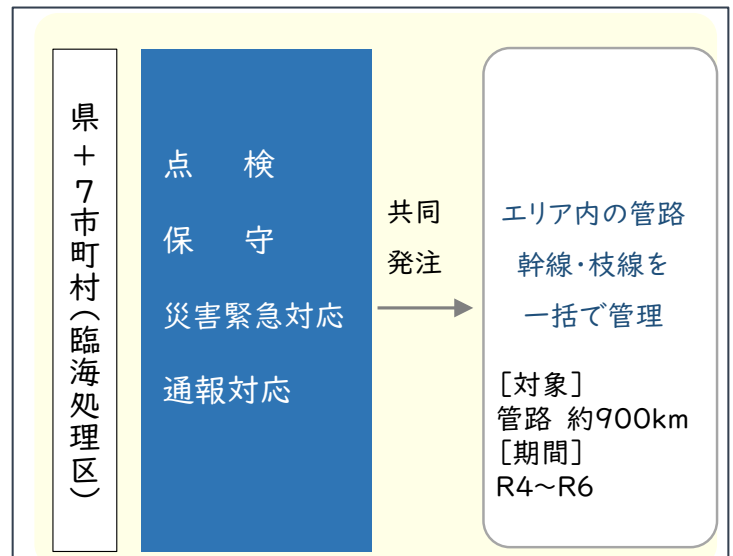 県＋7市町村（臨海処理区）
点　検
保　守
災害緊急対応
通報対応
共同
発注
エリア内の管路
幹線・枝線を
一括で管理
［対象］
管路 約900km
［期間］
R4～R6